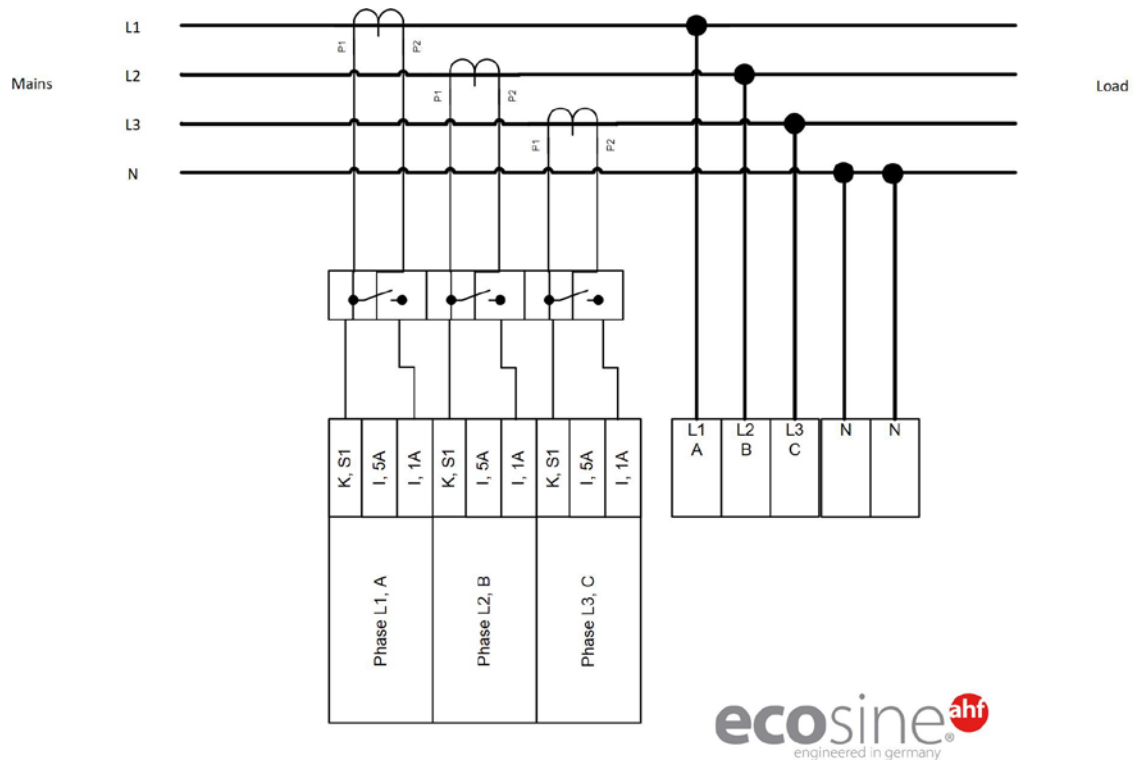 L1
P1
P2
L2
Mains
Load
P1
P2
L3
P1
P2
N
K, S1
I, 5A
I, 1A
K, S1
I, 5A
I, 1A
K, S1
I, 5A
I, 1A
L1
A
L2
B
L3
C
N
N
Phase L1, A
Phase L2, B
Phase L3, C
ecosine®
ahf
engineered in germany